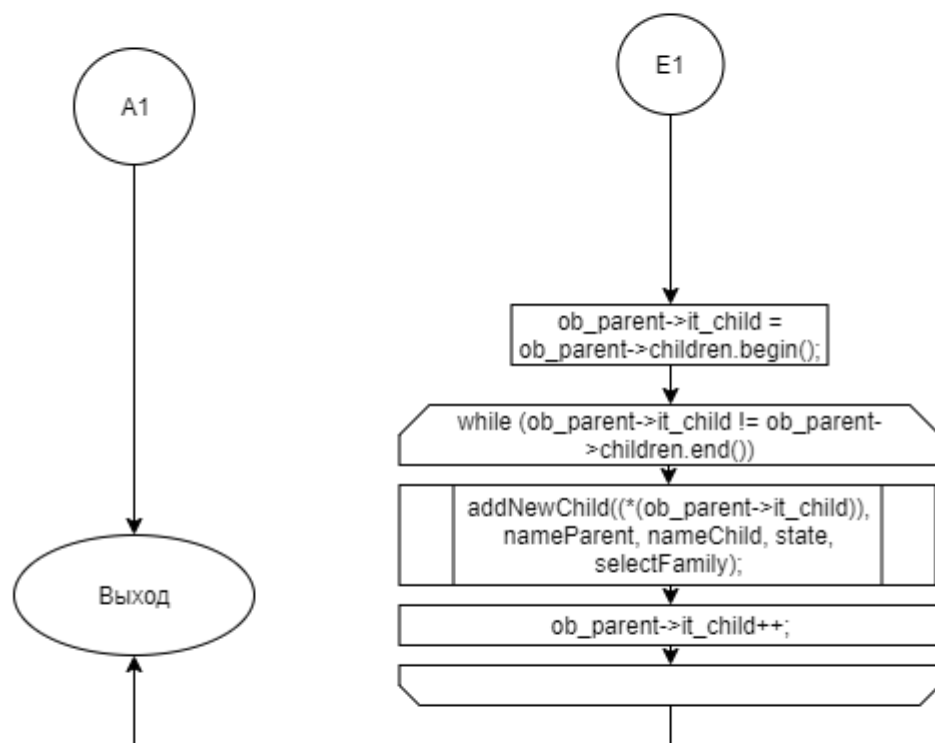 A1
E1
ob_parent->it_child =
ob_parent->children.begin();
while (ob_parent->it_child != ob_parent-
>children.end())
addNewChild((*(ob_parent->it_child)),
nameParent, nameChild, state,
selectFamily);
Выход
ob_parent->it_child++;